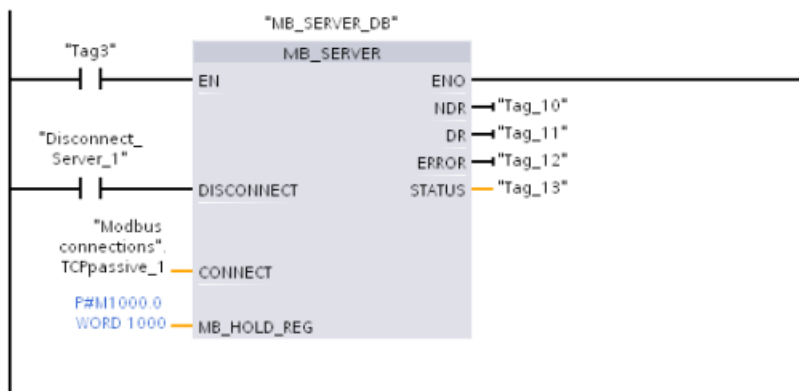 "MB_SERVER_DB"
"Tag3"
MB_SERVER
EN
ENO
NDR
"Tag_10"
DR
"Tag_11"
"Disconnect_
Server_1"
ERROR
"Tag_12"
DISCONNECT
STATUS
"Tag_13"
"Modbus
connections".
TCPpassive_1
CONNECT
P#M1000.0
WORD 1000
MB_HOLD_REG